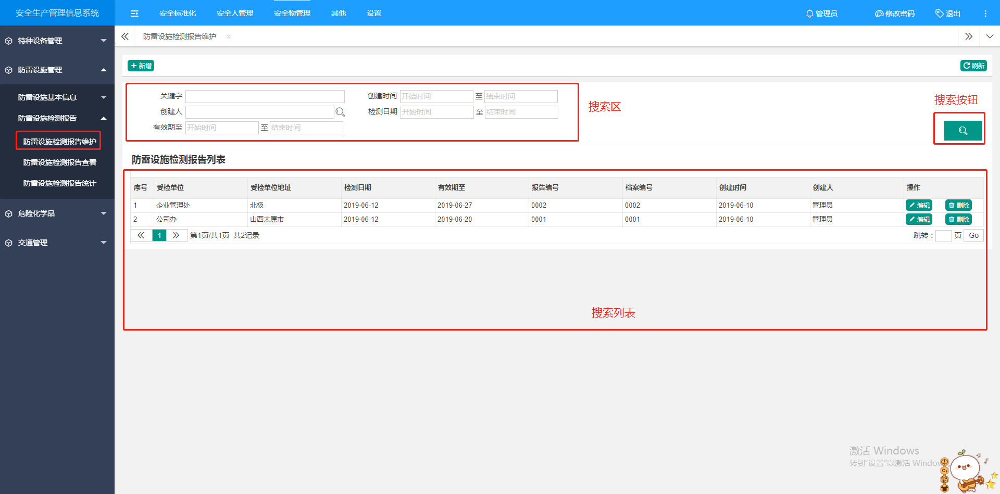 安全生产管理信息系统
安全标准化 安全人管理 安全物管理 其他 设置
管理员 修改密码 退出
特种设备管理
防雷设施管理
防雷设施基本信息
防雷设施检测报告
防雷设施检测报告维护
防雷设施检测报告查看
防雷设施检测报告统计
危险化学品
交通管理
防雷设施检测报告维护 ×
新增 刷新
关键字 创建时间 开始时间 至 结束时间
创建人 检测日期 开始时间 至 结束时间
有效期至 开始时间 至 结束时间
搜索区
搜索按钮
防雷设施检测报告列表
序号 受检单位 受检单位地址 检测日期 有效期至 报告编号 档案编号 创建时间 创建人 操作
1 企业管理处 北极 2019-06-12 2019-06-27 0002 0002 2019-06-10 管理员 编辑 删除
2 公司办 山西太原市 2019-06-12 2019-06-20 0001 0001 2019-06-10 管理员 编辑 删除
1 第1页/共1页 共2记录 跳转： 页 Go
搜索列表
激活 Windows
转到"设置"以激活 Window
中
简